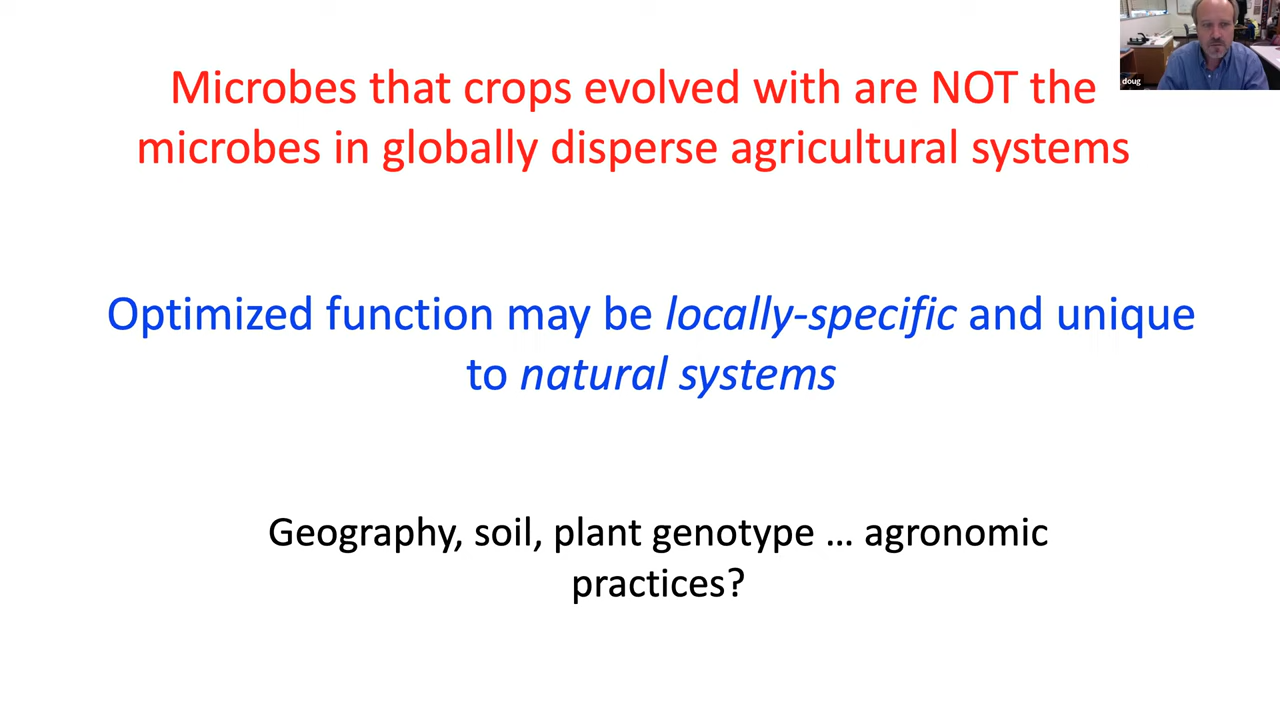 doug
Microbes that crops evolved with are NOT the
microbes in globally disperse agricultural systems
Optimized function may be locally-specific and unique
to natural systems
Geography, soil, plant genotype … agronomic
practices?